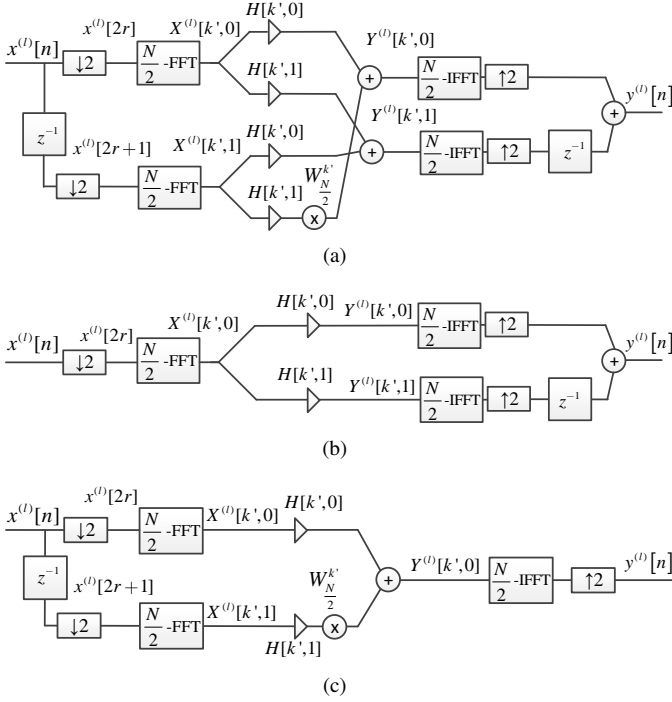 x^{(l)}[n]
x^{(l)}[2r]
↓2
N/2 -FFT
X^{(l)}[k',0]
H[k',0]
H[k',1]
z^{-1}
x^{(l)}[2r+1]
↓2
N/2 -FFT
X^{(l)}[k',1]
H[k',0]
H[k',1]
W_{N/2}^{k'}
x
+
+
Y^{(l)}[k',0]
N/2 -IFFT
↑2
Y^{(l)}[k',1]
N/2 -IFFT
↑2
z^{-1}
+
y^{(l)}[n]
(a)
x^{(l)}[n]
↓2
x^{(l)}[2r]
N/2 -FFT
X^{(l)}[k',0]
H[k',0]
Y^{(l)}[k',0]
N/2 -IFFT
↑2
H[k',1]
Y^{(l)}[k',1]
N/2 -IFFT
↑2
z^{-1}
+
y^{(l)}[n]
(b)
x^{(l)}[n]
x^{(l)}[2r]
↓2
N/2 -FFT
X^{(l)}[k',0]
H[k',0]
z^{-1}
x^{(l)}[2r+1]
↓2
N/2 -FFT
X^{(l)}[k',1]
H[k',1]
W_{N/2}^{k'}
x
+
Y^{(l)}[k',0]
N/2 -IFFT
↑2
y^{(l)}[n]
(c)